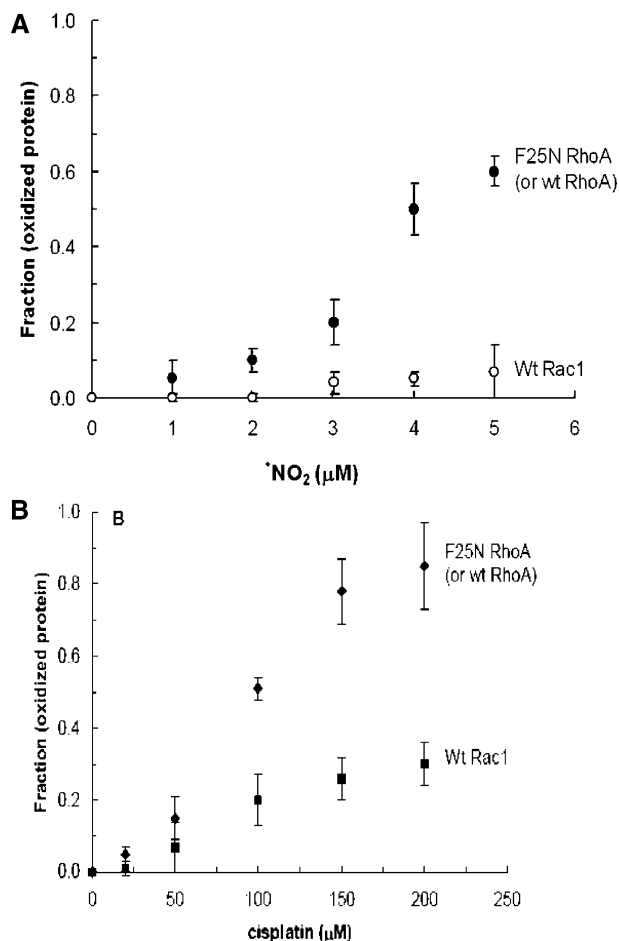 A
1.0
0.8
0.6
0.4
0.2
0.0
Fraction (oxidized protein)
F25N RhoA
(or wt RhoA)
Wt Rac1
0 1 2 3 4 5 6
•NO₂ (μM)
B
B
1.0
0.8
0.6
0.4
0.2
0.0
Fraction (oxidized protein)
F25N RhoA
(or wt RhoA)
Wt Rac1
0 50 100 150 200 250
cisplatin (μM)